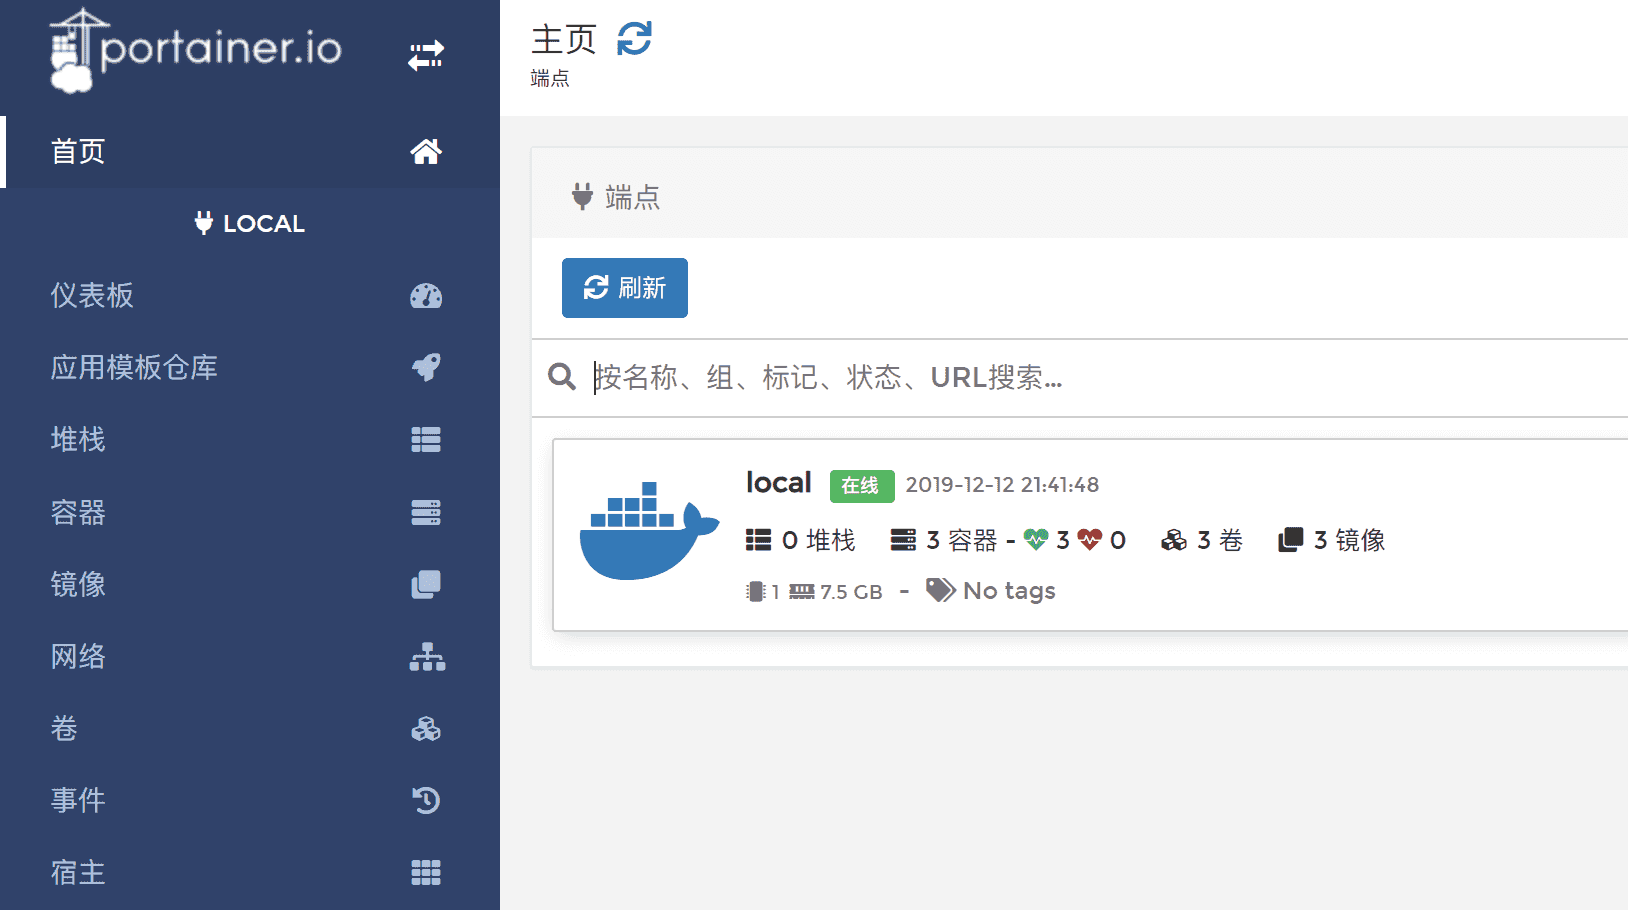 portainer.io
首页
LOCAL
仪表板
应用模板仓库
堆栈
容器
镜像
网络
卷
事件
宿主
主页
端点
端点
刷新
按名称、组、标记、状态、URL搜索...
local 在线 2019-12-12 21:41:48
0 堆栈 3 容器 - 3 0 3 卷 3 镜像
1 7.5 GB - No tags